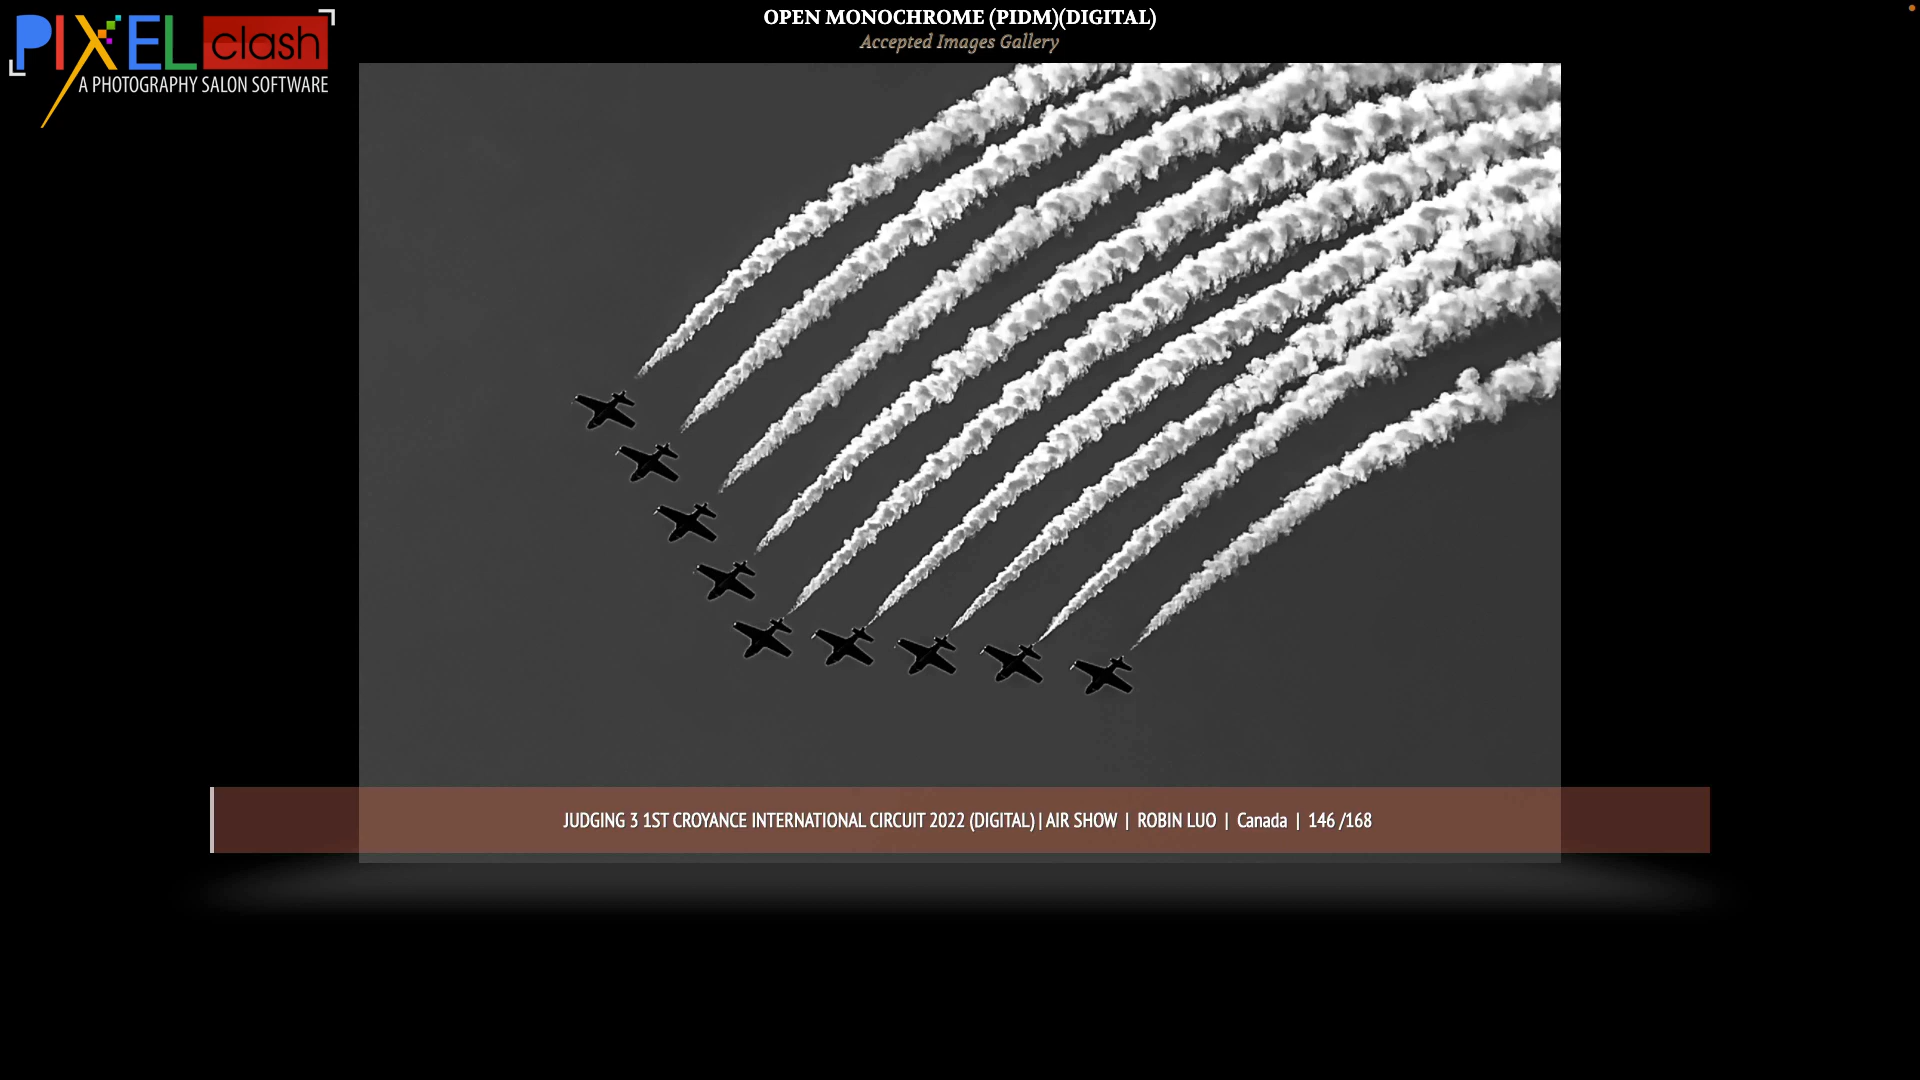 PIXEL clash
A PHOTOGRAPHY SALON SOFTWARE
OPEN MONOCHROME (PIDM)(DIGITAL)
Accepted Images Gallery
JUDGING 3 1ST CROYANCE INTERNATIONAL CIRCUIT 2022 (DIGITAL) | AIR SHOW | ROBIN LUO | Canada | 146 /168